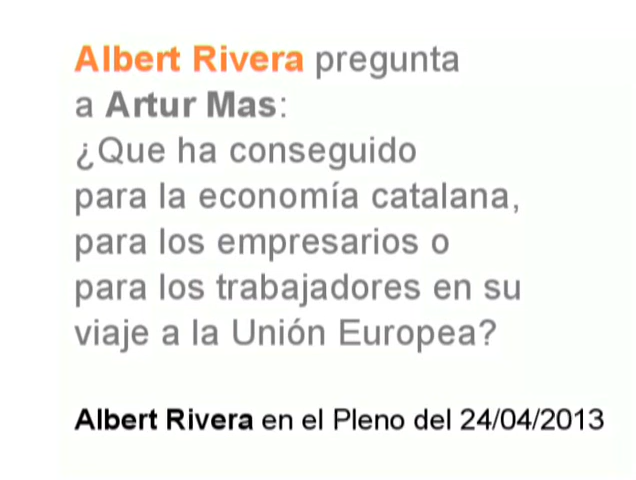 Albert Rivera pregunta
a Artur Mas:
¿Que ha conseguido
para la economía catalana,
para los empresarios o
para los trabajadores en su
viaje a la Unión Europea?
Albert Rivera en el Pleno del 24/04/2013